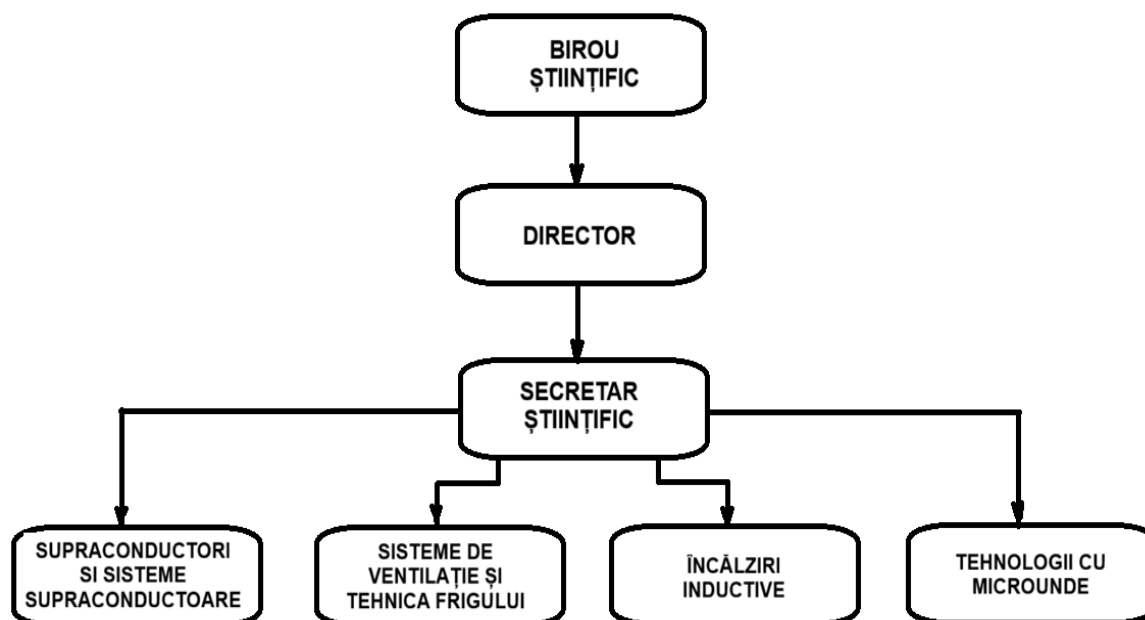 BIROU
ȘTIINȚIFIC
DIRECTOR
SECRETAR
ȘTIINȚIFIC
SUPRACONDUCTORI
SI SISTEME
SUPRACONDUCTOARE
SISTEME DE
VENTILAȚIE ȘI
TEHNICA FRIGULUI
ÎNCĂLZIRI
INDUCTIVE
TEHNOLOGII CU
MICROUNDE